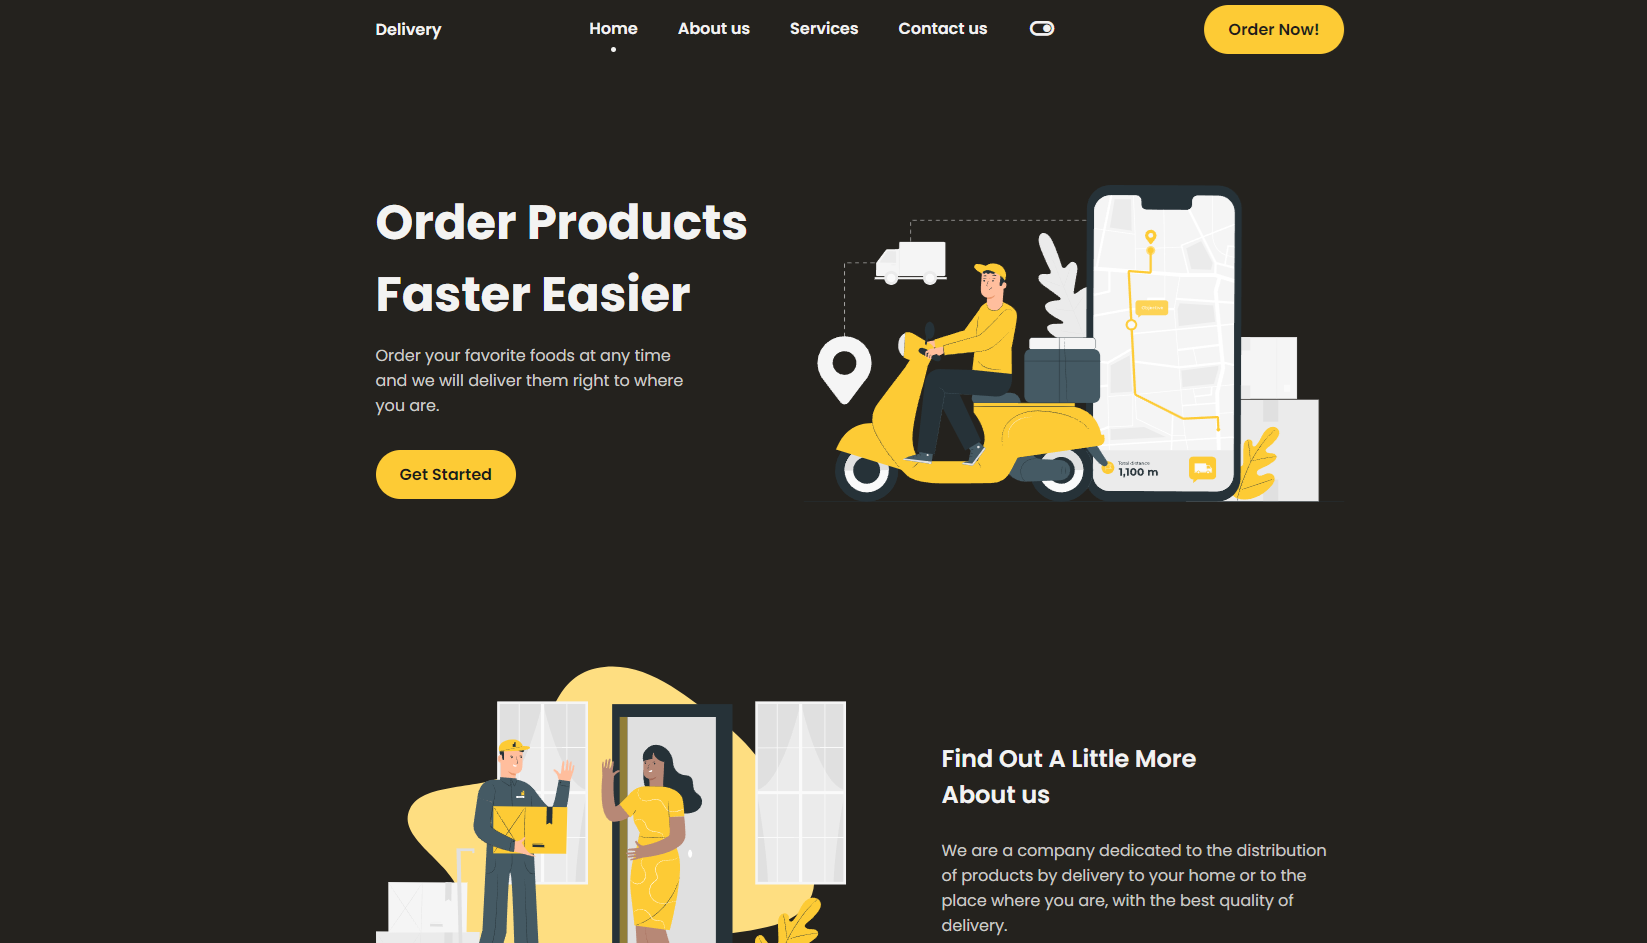 Delivery
Home
About us
Services
Contact us
Order Now!
Order Products
Faster Easier
Order your favorite foods at any time
and we will deliver them right to where
you are.
Get Started
Total distance
1,100 m
Find Out A Little More
About us
We are a company dedicated to the distribution
of products by delivery to your home or to the
place where you are, with the best quality of
delivery.